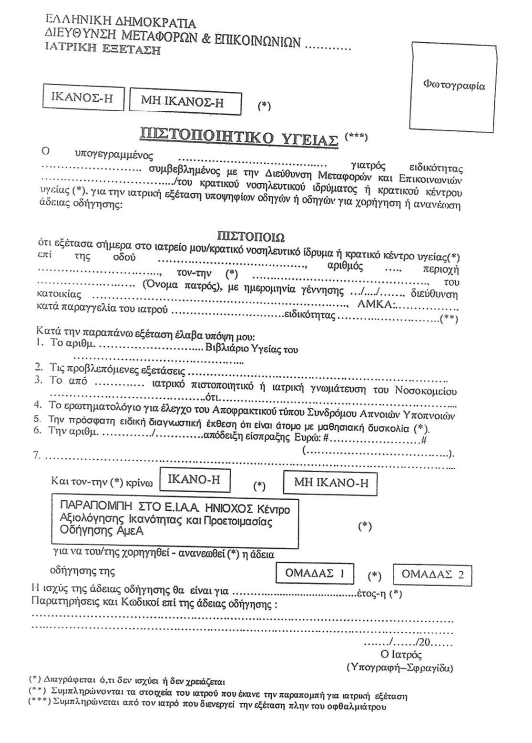 ΕΛΛΗΝΙΚΗ ΔΗΜΟΚΡΑΤΙΑ
ΔΙΕΥΘΥΝΣΗ ΜΕΤΑΦΟΡΩΝ & ΕΠΙΚΟΙΝΩΝΙΩΝ ............
ΙΑΤΡΙΚΗ ΕΞΕΤΑΣΗ
Φωτογραφία
ΙΚΑΝΟΣ-Η ΜΗ ΙΚΑΝΟΣ-Η (*)
ΠΙΣΤΟΠΟΙΗΤΙΚΟ ΥΓΕΙΑΣ (***)
Ο υπογεγραμμένος ....................................... γιατρός ειδικότητας
......................... συμβεβλημένος με την Διεύθυνση Μεταφορών και Επικοινωνιών
................................../του κρατικού νοσηλευτικού ιδρύματος ή κρατικού κέντρου
υγείας (*). για την ιατρική εξέταση υποψηφίων οδηγών ή οδηγών για χορήγηση ή ανανέωση
άδειας οδήγησης:
ΠΙΣΤΟΠΟΙΩ
ότι εξέτασα σήμερα στο ιατρείο μου/κρατικό νοσηλευτικό ίδρυμα ή κρατικό κέντρο υγείας(*)
επί της οδού ..............................., αριθμός ..... περιοχή
............................., τον-την (*) ............................., του
......................... (Όνομα πατρός), με ημερομηνία γέννησης .../..../......., διεύθυνση
κατοικίας ......................................................., ΑΜΚΑ:................
κατά παραγγελία του ιατρού ............................ειδικότητας .........................(**)
Κατά την παραπάνω εξέταση έλαβα υπόψη μου:
1. Το αριθμ. ..........................Βιβλιάριο Υγείας του
..........................................
2. Τις προβλεπόμενες εξετάσεις .......................................................
3. Το από ............ ιατρικό πιστοποιητικό ή ιατρική γνωμάτευση του Νοσοκομείου
.......................................ότι..........................................................
4. Το ερωτηματολόγιο για έλεγχο του Αποφρακτικού τύπου Συνδρόμου Απνοιών Υποπνοιών
5. Την πρόσφατη ειδική διαγνωστική έκθεση ότι είναι άτομο με μαθησιακή δυσκολία (*).
6. Την αριθμ. ............/............απόδειξη είσπραξης Ευρώ: #......................#
(....................................).
7. ................................................................................................
Και τον-την (*) κρίνω ΙΚΑΝΟ-Η (*) ΜΗ ΙΚΑΝΟ-Η
ΠΑΡΑΠΟΜΠΗ ΣΤΟ Ε.Ι.Α.Α. ΗΝΙΟΧΟΣ Κέντρο
Αξιολόγησης Ικανότητας και Προετοιμασίας (*)
Οδήγησης ΑμεΑ
για να του/της χορηγηθεί - ανανεωθεί (*) η άδεια
οδήγησης της ΟΜΑΔΑΣ 1 (*) ΟΜΑΔΑΣ 2
Η ισχύς της άδειας οδήγησης θα είναι για ..................................έτος-η (*)
Παρατηρήσεις και Κωδικοί επί της άδειας οδήγησης :
................................................................................................
................................................................................................
....../....../20......
Ο Ιατρός
(Υπογραφή–Σφραγίδα)
(*) Διαγράφεται ό,τι δεν ισχύει ή δεν χρειάζεται
(**) Συμπληρώνονται τα στοιχεία του ιατρού που έκανε την παραπομπή για ιατρική εξέταση
(***) Συμπληρώνεται από τον ιατρό που διενεργεί την εξέταση πλην του οφθαλμιάτρου